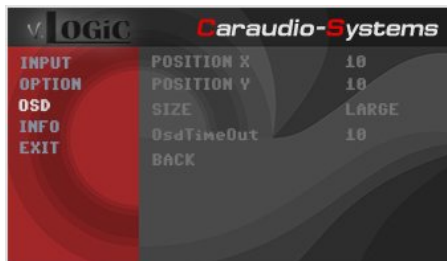 V.LOGiC Caraudio-Systems
INPUT
OPTION
OSD
INFO
EXIT
POSITION X 10
POSITION Y 10
SIZE LARGE
OsdTimeOut 10
BACK